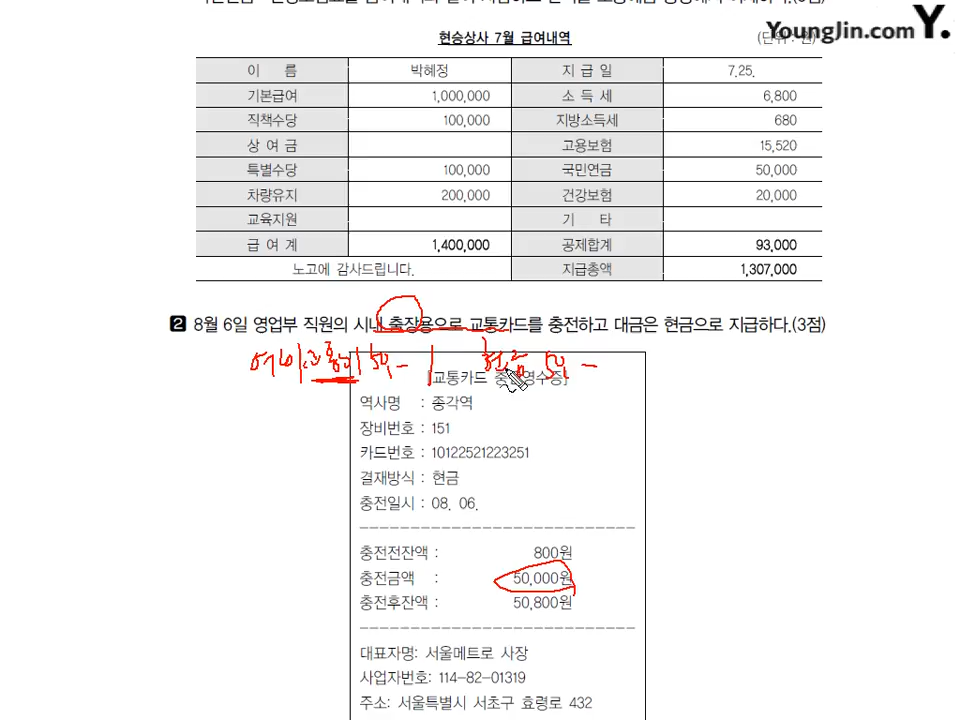 YoungJin.com Y.
현승상사 7월 급여내역
(단위 : 원)
이 름 박혜정 지 급 일 7.25.
기본급여 1,000,000 소 득 세 6,800
직책수당 100,000 지방소득세 680
상 여 금 고용보험 15,520
특별수당 100,000 국민연금 50,000
차량유지 200,000 건강보험 20,000
교육지원 기 타
급 여 계 1,400,000 공제합계 93,000
노고에 감사드립니다. 지급총액 1,307,000
2 8월 6일 영업부 직원의 시내 출장용으로 교통카드를 충전하고 대금은 현금으로 지급하다.(3점)
현금
[교통카드 충전영수증]
역사명 : 종각역
장비번호 : 151
카드번호 : 10122521223251
결재방식 : 현금
충전일시 : 08. 06.
충전전잔액 : 800원
충전금액 : 50,000원
충전후잔액 : 50,800원
대표자명: 서울메트로 사장
사업자번호: 114-82-01319
주소: 서울특별시 서초구 효령로 432